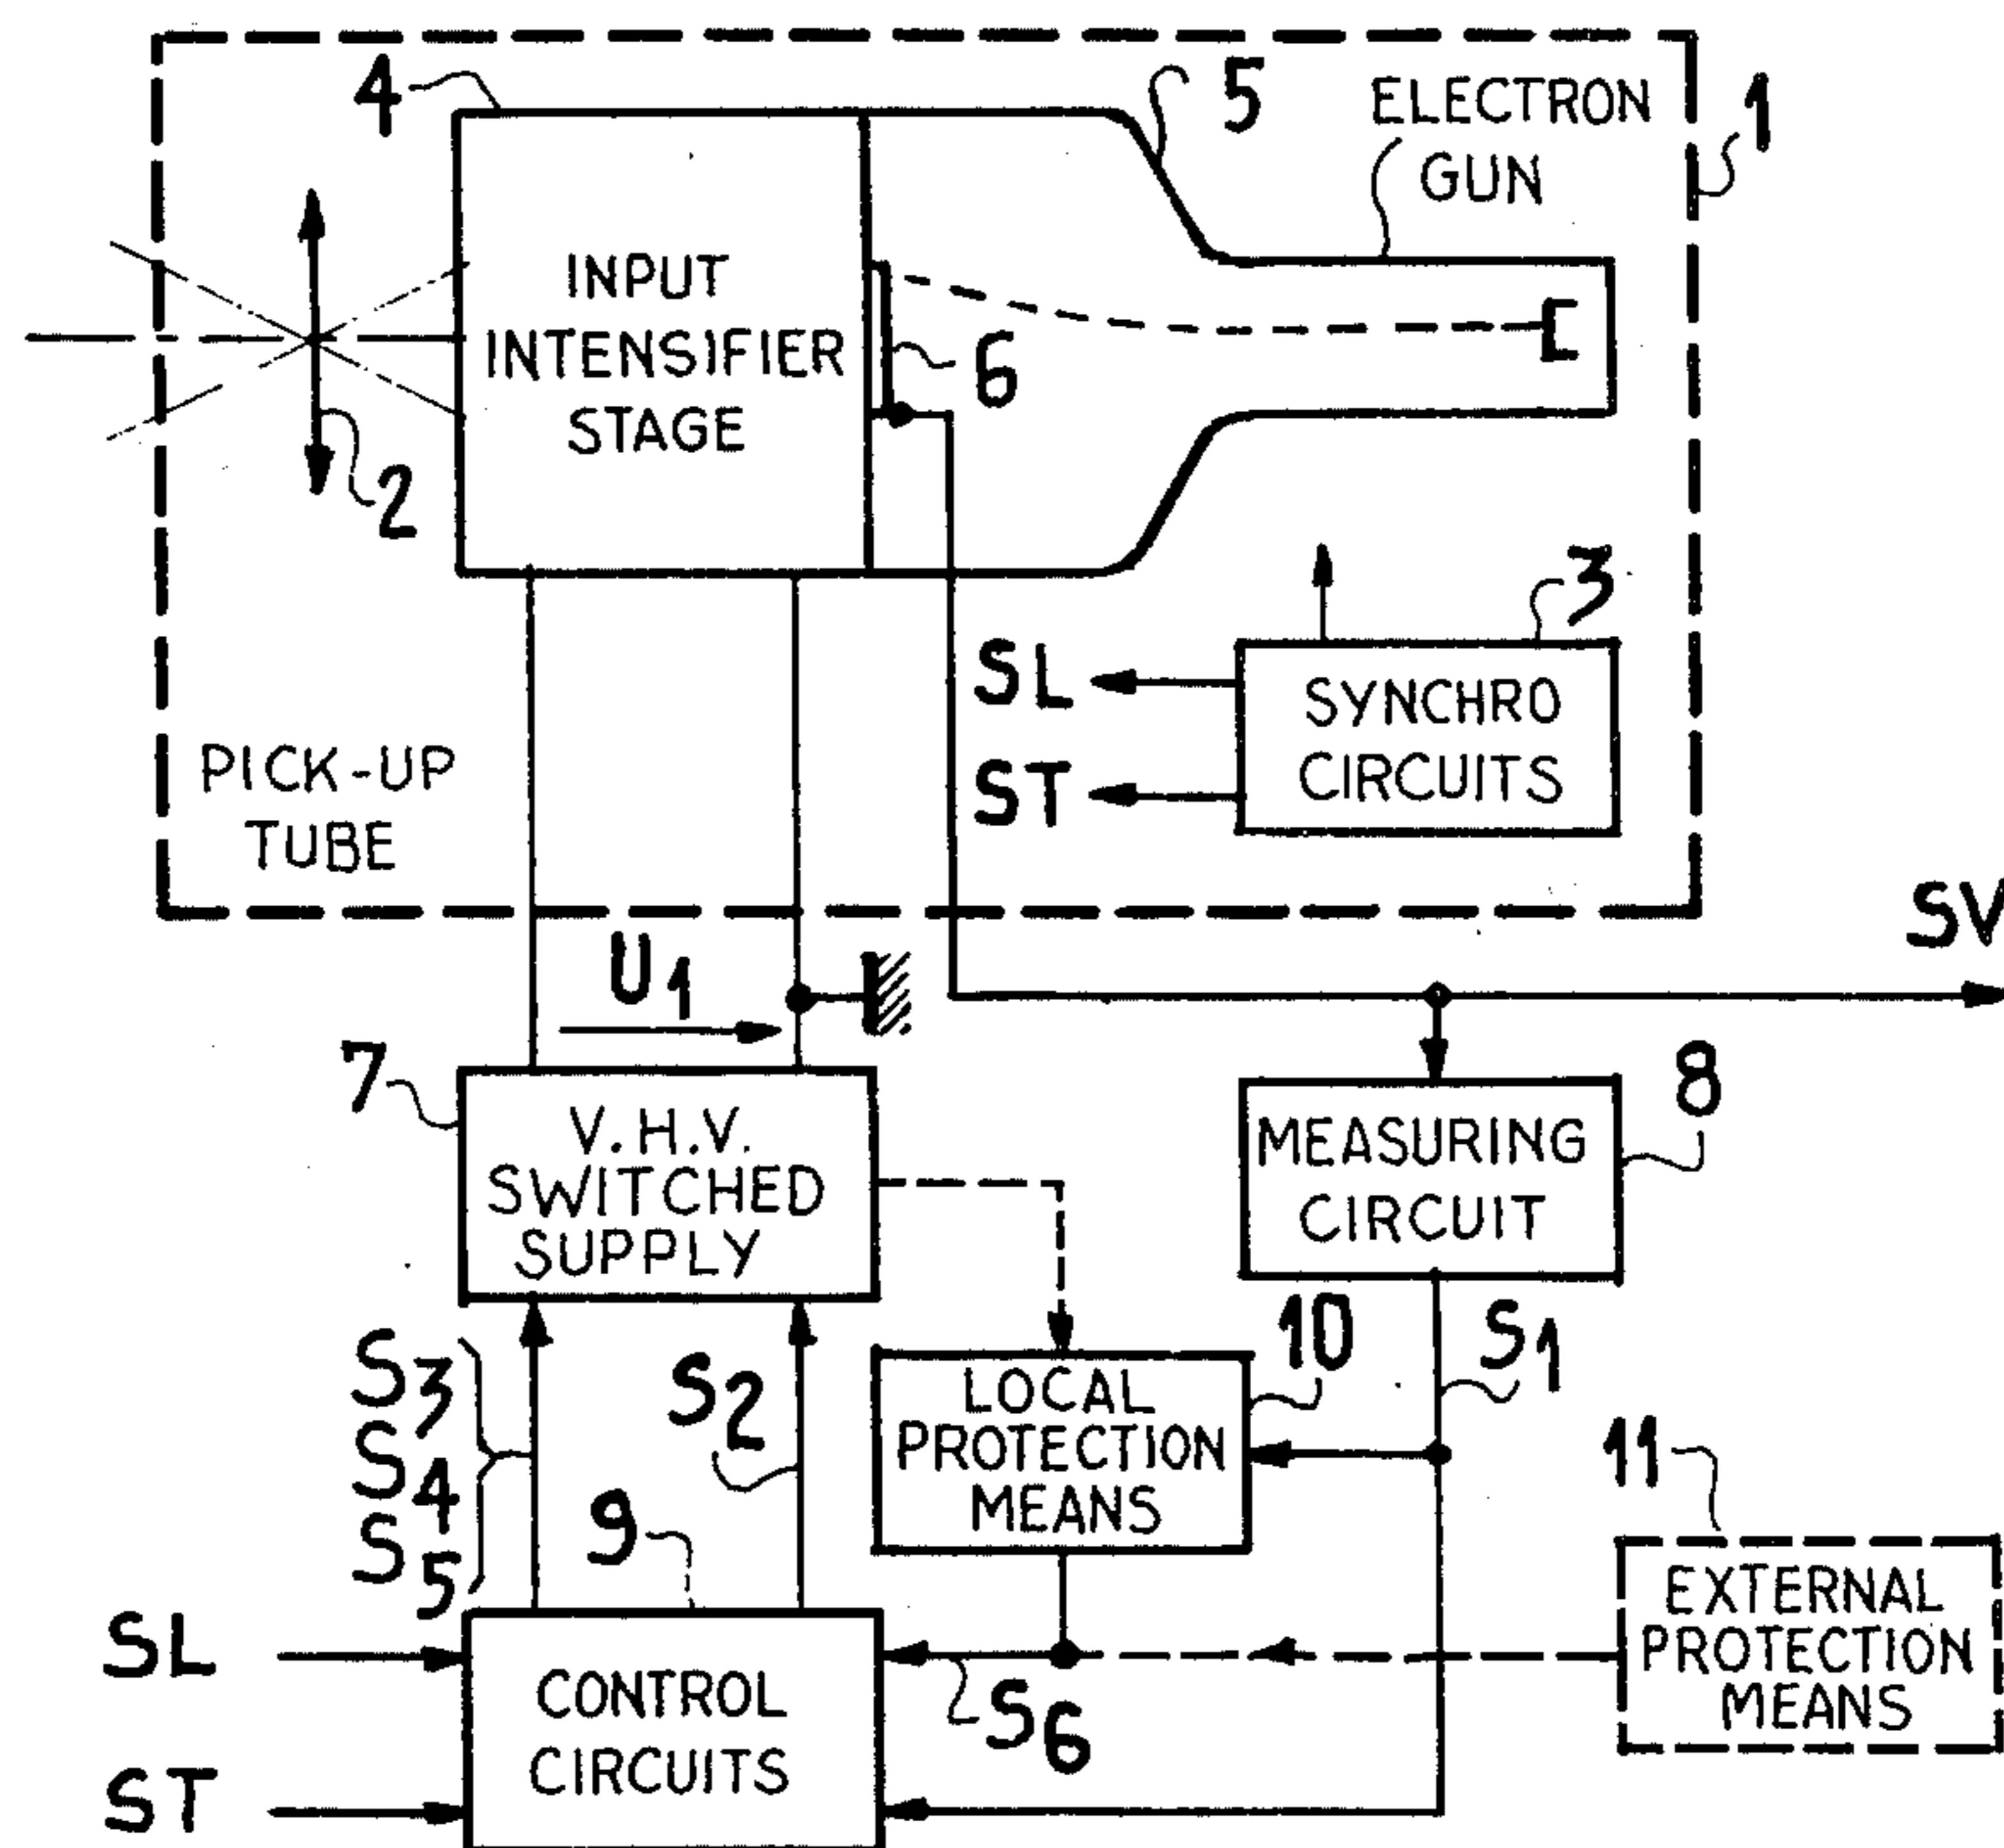 4
5
ELECTRON
GUN
1
INPUT
INTENSIFIER
STAGE
6
2
3
SL
SYNCHRO
CIRCUITS
ST
PICK-UP
TUBE
SV
U1
7
V.H.V.
SWITCHED
SUPPLY
8
MEASURING
CIRCUIT
10
S1
S3
S4
S5
S2
LOCAL
PROTECTION
MEANS
11
9
EXTERNAL
PROTECTION
MEANS
SL
CONTROL
CIRCUITS
S6
ST